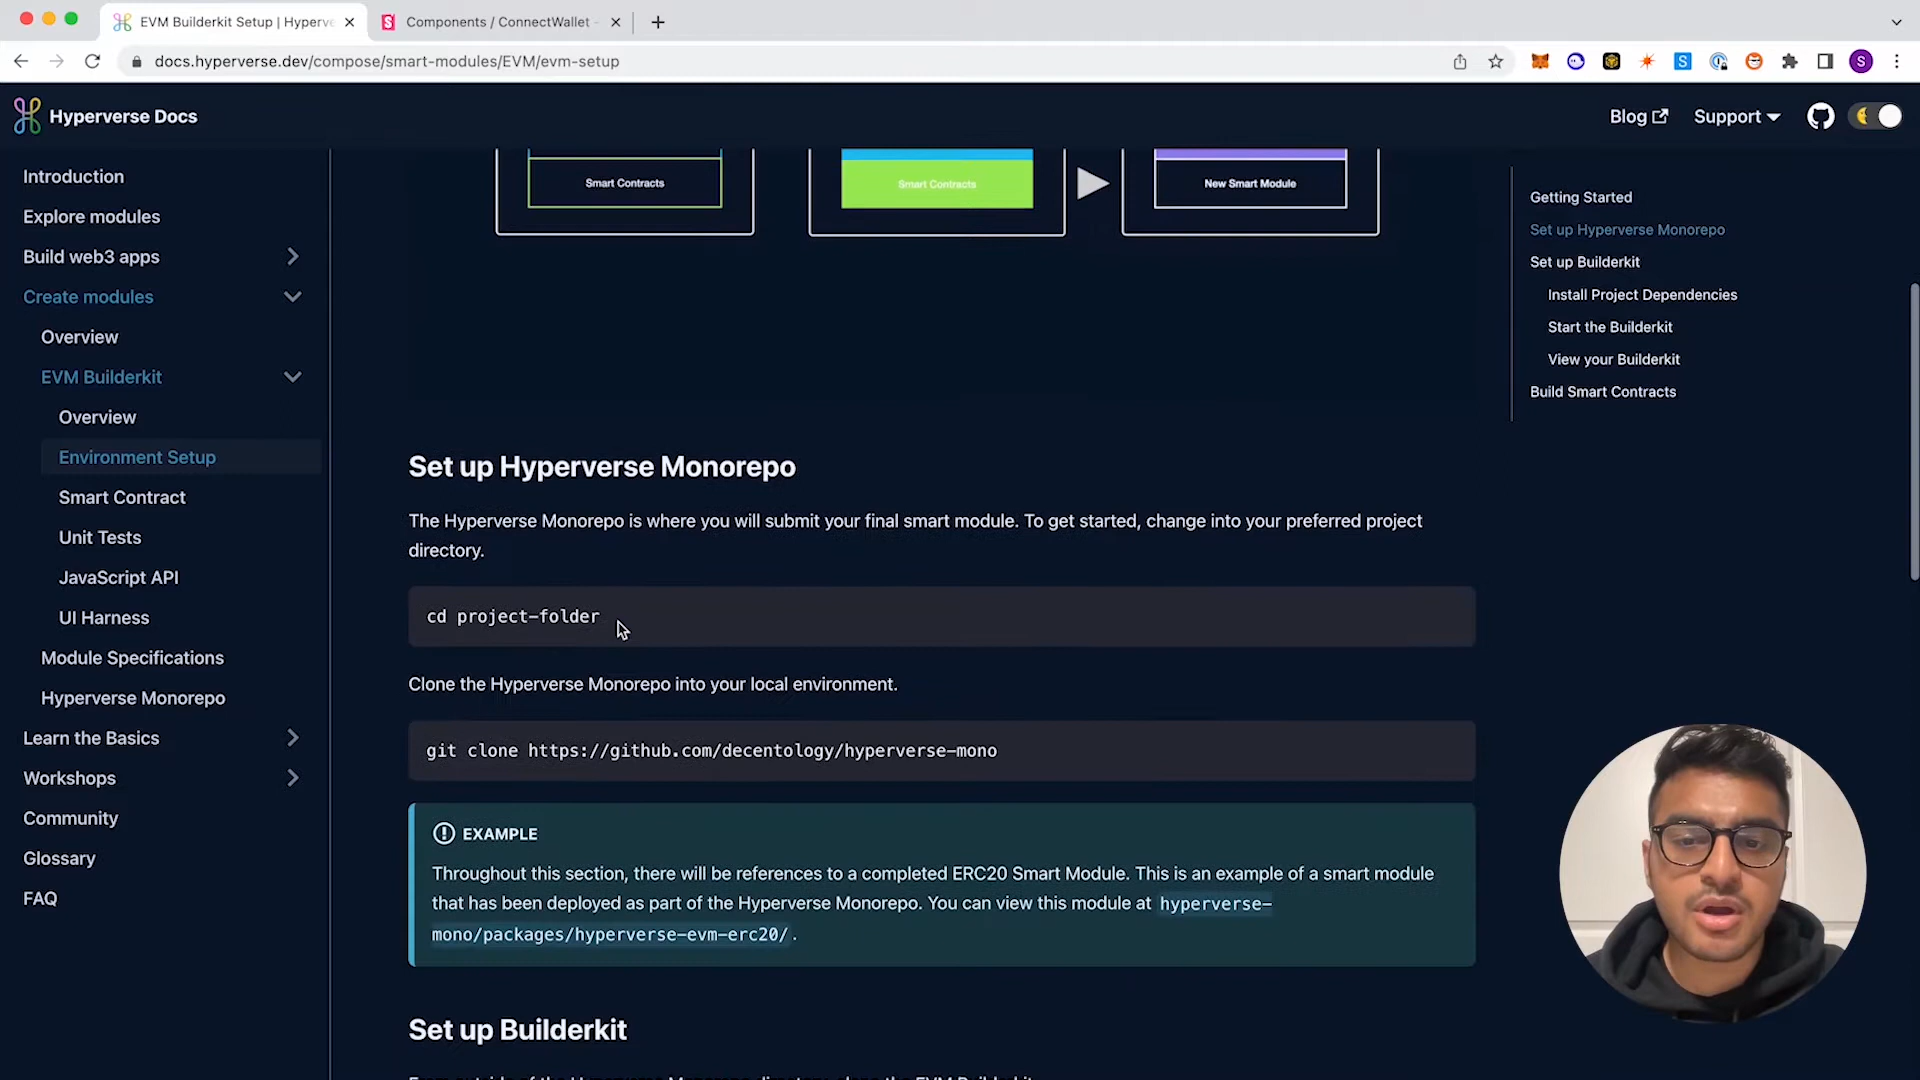 EVM Builderkit Setup | Hyperve
Components / ConnectWallet
docs.hyperverse.dev/compose/smart-modules/EVM/evm-setup
S
S
Hyperverse Docs
Blog
Support
Introduction
Explore modules
Build web3 apps
Create modules
Overview
EVM Builderkit
Overview
Environment Setup
Smart Contract
Unit Tests
JavaScript API
UI Harness
Module Specifications
Hyperverse Monorepo
Learn the Basics
Workshops
Community
Glossary
FAQ
Smart Contracts
Smart Contracts
New Smart Module
Set up Hyperverse Monorepo
The Hyperverse Monorepo is where you will submit your final smart module. To get started, change into your preferred project
directory.
cd project-folder
Clone the Hyperverse Monorepo into your local environment.
git clone https://github.com/decentology/hyperverse-mono
EXAMPLE
Throughout this section, there will be references to a completed ERC20 Smart Module. This is an example of a smart module
that has been deployed as part of the Hyperverse Monorepo. You can view this module at hyperverse-
mono/packages/hyperverse-evm-erc20/.
Set up Builderkit
Getting Started
Set up Hyperverse Monorepo
Set up Builderkit
Install Project Dependencies
Start the Builderkit
View your Builderkit
Build Smart Contracts